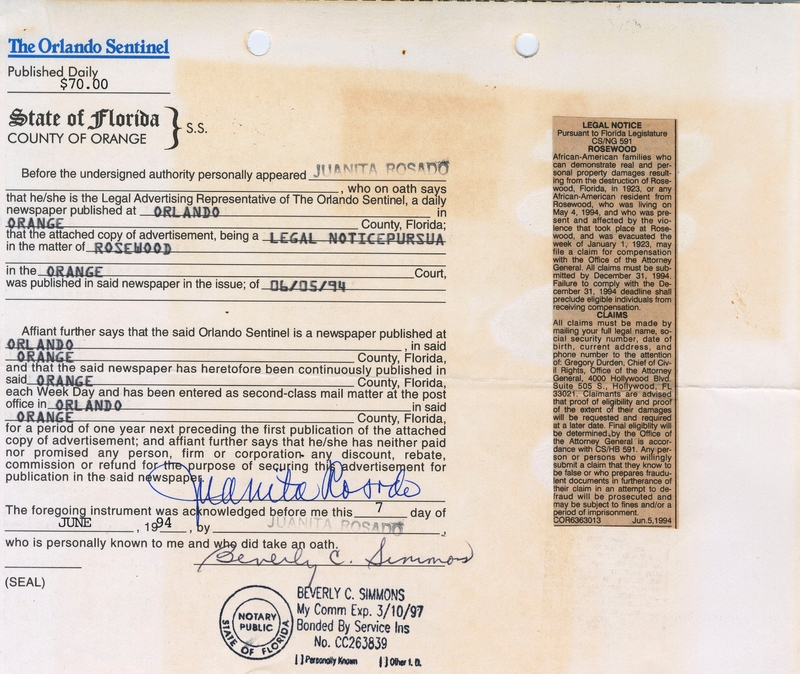 The Orlando Sentinel
Published Daily
$70.00
State of Florida
COUNTY OF ORANGE } S.S.
Before the undersigned authority personally appeared JUANITA ROSADO
, who on oath says
that he/she is the Legal Advertising Representative of The Orlando Sentinel, a daily
newspaper published at ORLANDO in
ORANGE County, Florida;
that the attached copy of advertisement, being a LEGAL NOTICEPURSUA
in the matter of ROSEWOOD
in the ORANGE Court,
was published in said newspaper in the issue; of 06/05/94
Affiant further says that the said Orlando Sentinel is a newspaper published at
ORLANDO , in said
ORANGE County, Florida,
and that the said newspaper has heretofore been continuously published in
said ORANGE County, Florida,
each Week Day and has been entered as second-class mail matter at the post
office in ORLANDO in said
ORANGE County, Florida,
for a period of one year next preceding the first publication of the attached
copy of advertisement; and affiant further says that he/she has neither paid
nor promised any person, firm or corporation any discount, rebate,
commission or refund for the purpose of securing this advertisement for
publication in the said newspaper.
Juanita Rosado
The foregoing instrument was acknowledged before me this 7 day of
JUNE , 1994, by JUANITA ROSADO ,
who is personally known to me and who did take an oath.
Beverly C. Simmons
(SEAL)
NOTARY PUBLIC
STATE OF FLORIDA
BEVERLY C. SIMMONS
My Comm Exp. 3/10/97
Bonded By Service Ins
No. CC263839
[ ] Personally Known [ ] Other I. D.
LEGAL NOTICE
Pursuant to Florida Legislature
CS/NG 591
ROSEWOOD
African-American families who
can demonstrate real and per-
sonal property damages result-
ing from the destruction of Rose-
wood, Florida, in 1923, or any
African-American resident from
Rosewood, who was living on
May 4, 1994, and who was pre-
sent and affected by the vio-
lence that took place at Rose-
wood, and was evacuated the
week of January 1, 1923, may
file a claim for compensation
with the Office of the Attorney
General. All claims must be sub-
mitted by December 31, 1994.
Failure to comply with the De-
cember 31, 1994 deadline shall
preclude eligible individuals from
receiving compensation.
CLAIMS
All claims must be made by
mailing your full legal name, so-
cial security number, date of
birth, current address, and
phone number to the attention
of: Gregory Durden, Chief of Civ-
il Rights, Office of the Attorney
General, 4000 Hollywood Blvd.
Suite 505 S., Hollywood, FL
33021. Claimants are advised
that proof of eligibility and proof
of the extent of their damages
will be requested and required
at a later date. Final eligibility will
be determined by the Office of
the Attorney General is accor-
dance with CS/HB 591. Any per-
son or persons who willingly
submit a claim that they know to
be false or who prepares fraudu-
lent documents in furtherance of
their claim in an attempt to de-
fraud will be prosecuted and
may be subject to fines and/or a
period of imprisonment.
COR6363013 Jun.5,1994